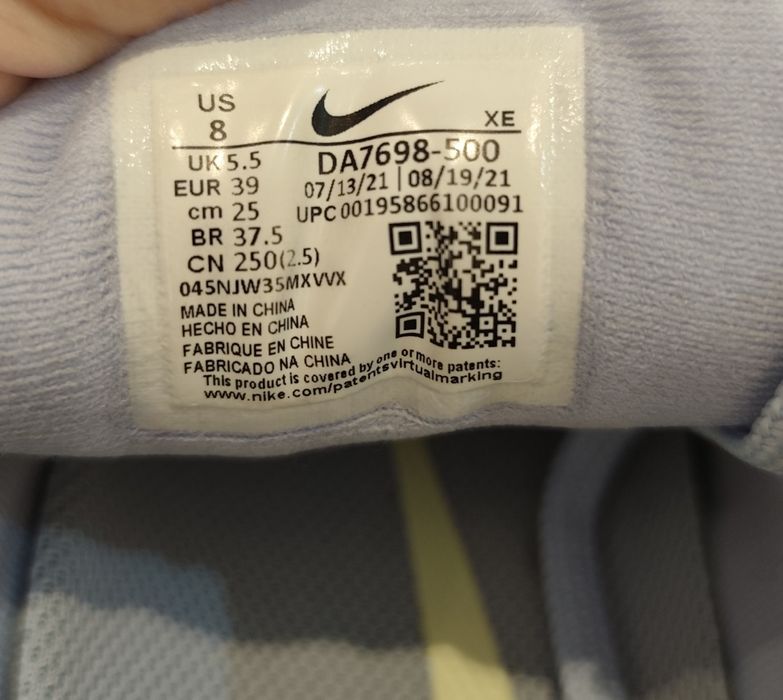 US
8
XE
UK 5.5
EUR 39
cm 25
BR 37.5
CN 250(2.5)
DA7698-500
07/13/21 | 08/19/21
UPC 00195866100091
045NJW35MXVVX
MADE IN CHINA
HECHO EN CHINA
FABRIQUE EN CHINE
FABRICADO NA CHINA
This product is covered by one or more patents:
www.nike.com/patentsvirtualmarking